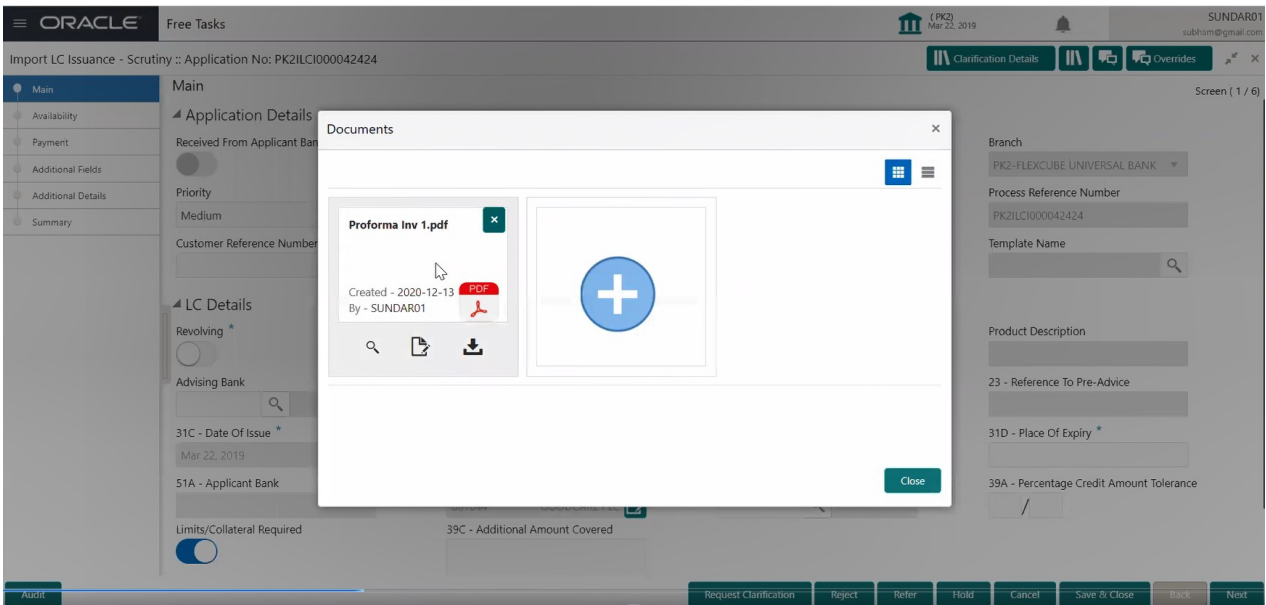 ORACLE
Free Tasks
(PK2)
Mar 22, 2019
SUNDAR01
subham@gmail.com
Import LC Issuance - Scrutiny :: Application No: PK2ILCI000042424
Clarification Details
Overrides
Main
Availability
Payment
Additional Fields
Additional Details
Summary
Main
Screen ( 1 / 6)
Application Details
Received From Applicant Ban
Priority
Medium
Customer Reference Number
Branch
PK2-FLEXCUBE UNIVERSAL BANK
Process Reference Number
PK2ILCI000042424
Template Name
Documents
Proforma Inv 1.pdf
Created - 2020-12-13
By - SUNDAR01
PDF
Close
LC Details
Revolving *
Advising Bank
31C - Date Of Issue *
Mar 22, 2019
51A - Applicant Bank
Limits/Collateral Required
39C - Additional Amount Covered
Product Description
23 - Reference To Pre-Advice
31D - Place Of Expiry *
39A - Percentage Credit Amount Tolerance
/
Audit
Request Clarification
Reject
Refer
Hold
Cancel
Save & Close
Back
Next